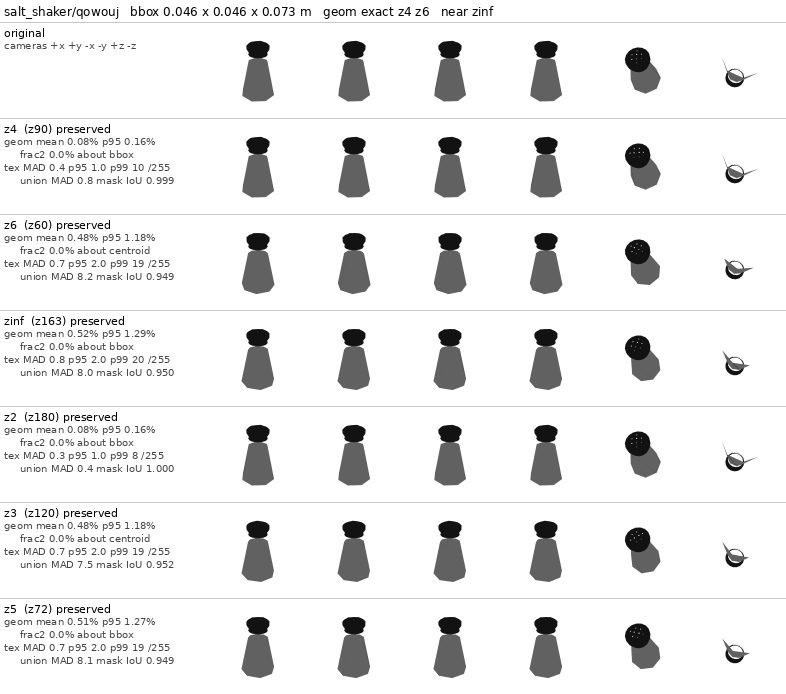 salt_shaker/qowouj   bbox 0.046 x 0.046 x 0.073 m   geom exact z4 z6   near zinf
original
cameras +x +y -x -y +z -z
z4  (z90) preserved
geom mean 0.08% p95 0.16%
frac2 0.0% about bbox
tex MAD 0.4 p95 1.0 p99 10 /255
union MAD 0.8 mask IoU 0.999
z6  (z60) preserved
geom mean 0.48% p95 1.18%
frac2 0.0% about centroid
tex MAD 0.7 p95 2.0 p99 19 /255
union MAD 8.2 mask IoU 0.949
zinf  (z163) preserved
geom mean 0.52% p95 1.29%
frac2 0.0% about bbox
tex MAD 0.8 p95 2.0 p99 20 /255
union MAD 8.0 mask IoU 0.950
z2  (z180) preserved
geom mean 0.08% p95 0.16%
frac2 0.0% about bbox
tex MAD 0.3 p95 1.0 p99 8 /255
union MAD 0.4 mask IoU 1.000
z3  (z120) preserved
geom mean 0.48% p95 1.18%
frac2 0.0% about centroid
tex MAD 0.7 p95 2.0 p99 19 /255
union MAD 7.5 mask IoU 0.952
z5  (z72) preserved
geom mean 0.51% p95 1.27%
frac2 0.0% about bbox
tex MAD 0.7 p95 2.0 p99 19 /255
union MAD 8.1 mask IoU 0.949